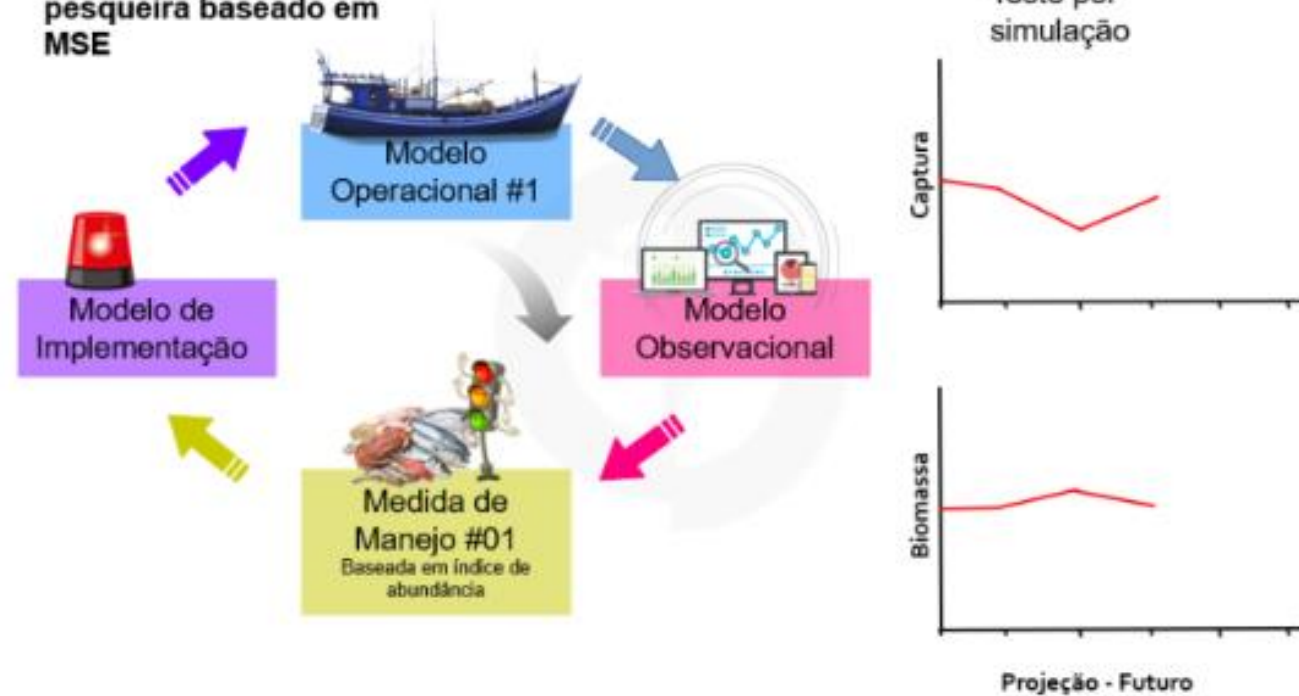 pesqueira baseado em
MSE
simulação
Modelo
Operacional #1
Captura
Modelo de
Implementação
Modelo
Observacional
Medida de
Manejo #01
Baseada em índice de
abundância
Biomassa
Projeção - Futuro